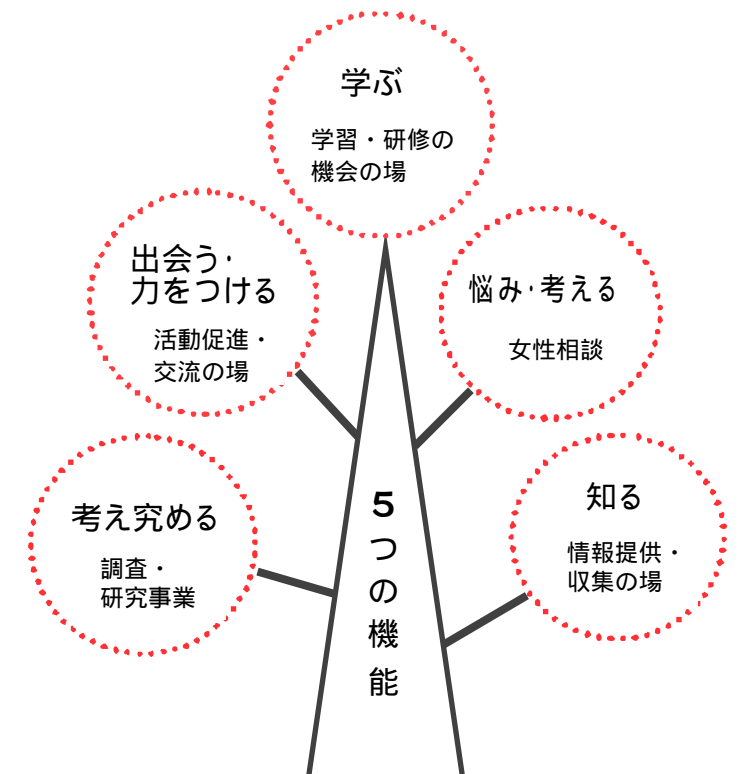 学ぶ
学習・研修の
機会の場
出会う・
力をつける
活動促進・
交流の場
悩み・考える
女性相談
考え究める
調査・
研究事業
知る
情報提供・
収集の場
5つの機能